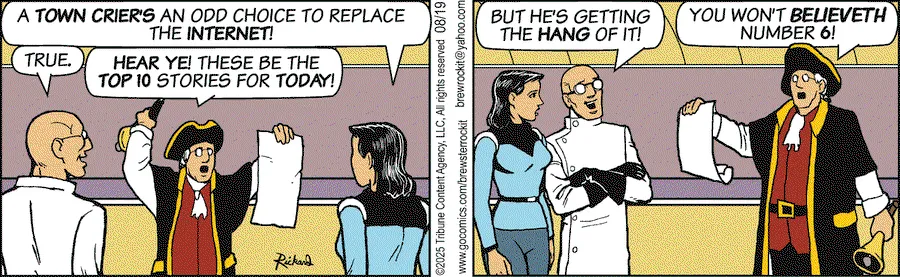 A TOWN CRIER'S AN ODD CHOICE TO REPLACE
THE INTERNET!
TRUE.
HEAR YE! THESE BE THE
TOP 10 STORIES FOR TODAY!
Rickard
©2025 Tribune Content Agency, LLC. All rights reserved 08/19
www.gocomics.com/brewsterrockit brewrockit@yahoo.com
BUT HE'S GETTING
THE HANG OF IT!
YOU WON'T BELIEVETH
NUMBER 6!